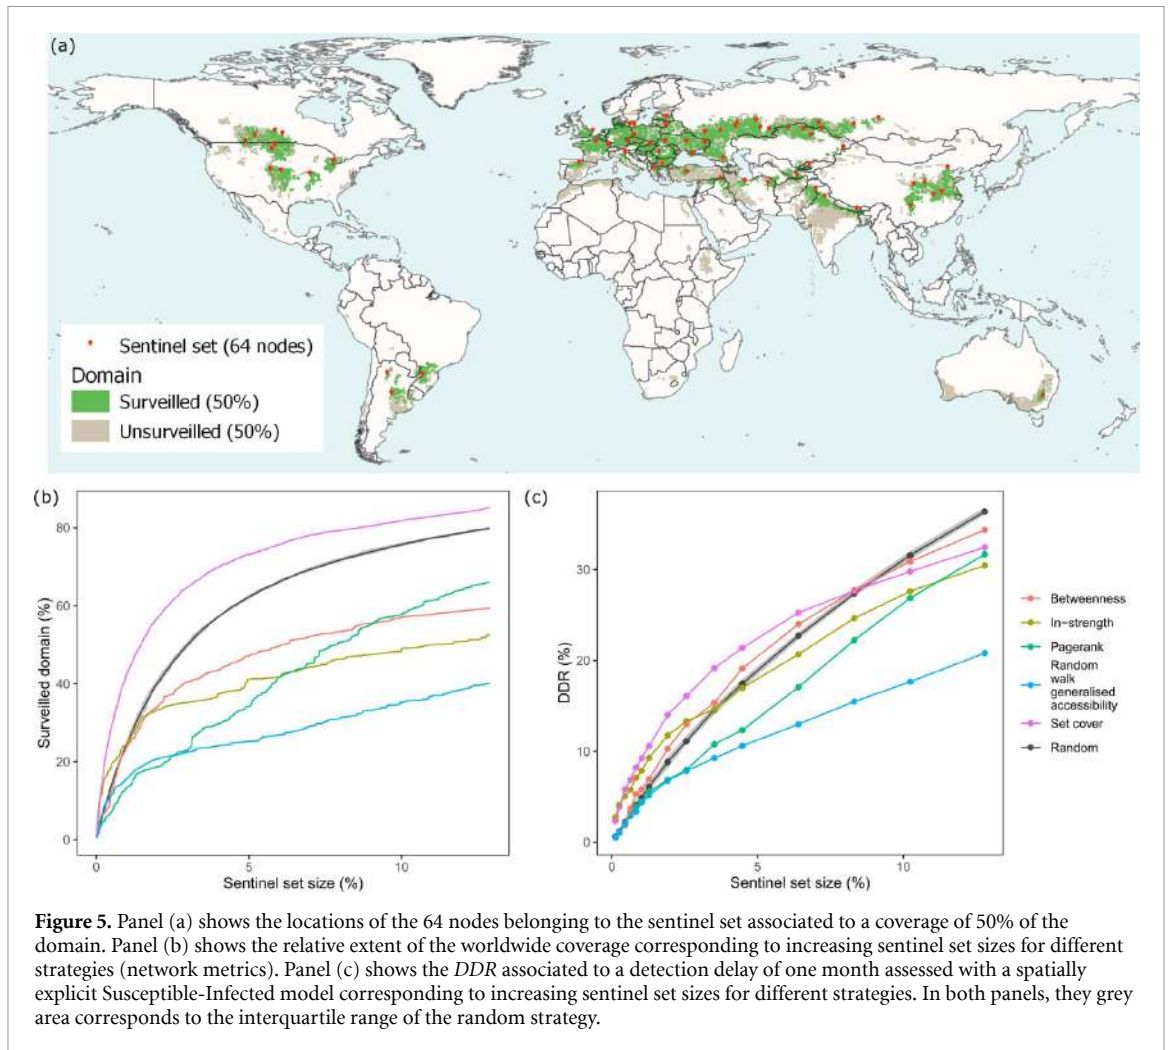 (a)
Sentinel set (64 nodes)
Domain
Surveilled (50%)
Unsurveilled (50%)
(b)
Surveilled domain (%)
80
60
40
20
0
0
5
10
Sentinel set size (%)
(c)
DDR (%)
30
20
10
0
0
5
10
Sentinel set size (%)
Betweenness
In-strength
Pagerank
Random
walk
generalised
accessibility
Set cover
Random
Figure 5. Panel (a) shows the locations of the 64 nodes belonging to the sentinel set associated to a coverage of 50% of the
domain. Panel (b) shows the relative extent of the worldwide coverage corresponding to increasing sentinel set sizes for different
strategies (network metrics). Panel (c) shows the DDR associated to a detection delay of one month assessed with a spatially
explicit Susceptible-Infected model corresponding to increasing sentinel set sizes for different strategies. In both panels, they grey
area corresponds to the interquartile range of the random strategy.